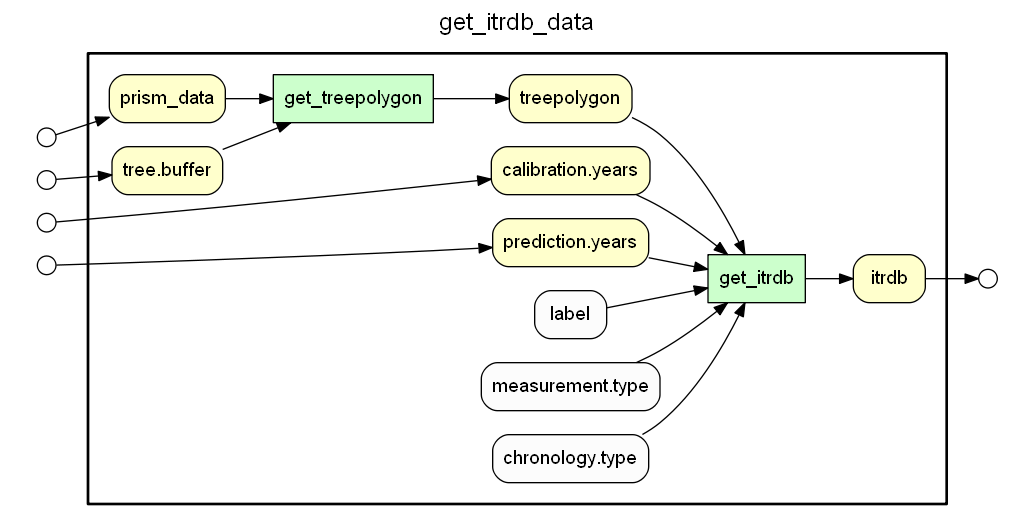 get_itrdb_data
prism_data
get_treepolygon
treepolygon
tree.buffer
calibration.years
prediction.years
get_itrdb
itrdb
label
measurement.type
chronology.type